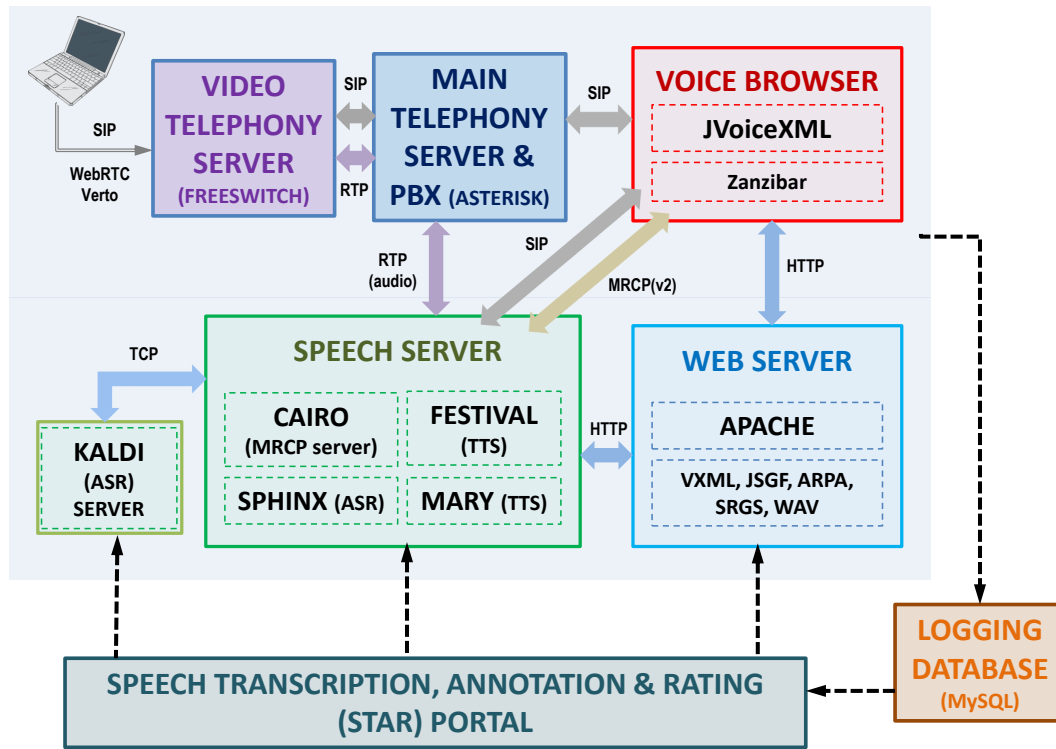 SIP
WebRTC
Verto
VIDEO
TELEPHONY
SERVER
(FREESWITCH)
SIP
RTP
MAIN
TELEPHONY
SERVER &
PBX (ASTERISK)
SIP
VOICE BROWSER
JVoiceXML
Zanzibar
RTP
(audio)
SIP
MRCP(v2)
HTTP
TCP
KALDI
(ASR)
SERVER
SPEECH SERVER
CAIRO
(MRCP server)
FESTIVAL
(TTS)
SPHINX (ASR)
MARY (TTS)
HTTP
WEB SERVER
APACHE
VXML, JSGF, ARPA,
SRGS, WAV
LOGGING
DATABASE
(MySQL)
SPEECH TRANSCRIPTION, ANNOTATION & RATING
(STAR) PORTAL